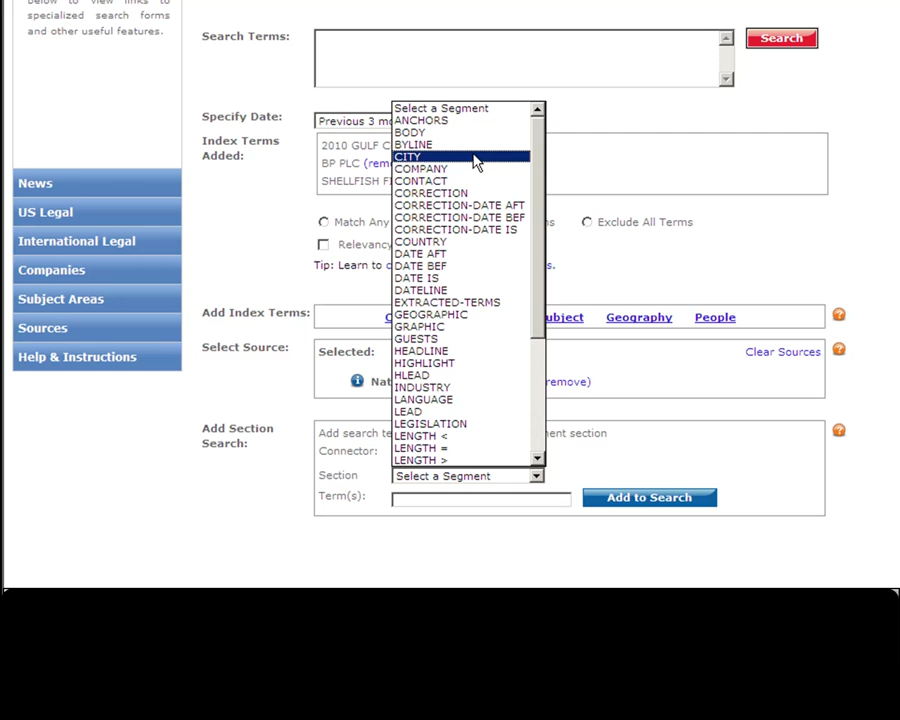 below to view links to
specialized search forms
and other useful features.
News
US Legal
International Legal
Companies
Subject Areas
Sources
Help & Instructions
Search Terms:
Search
Specify Date:
Previous 3 mo
Index Terms
Added:
2010 GULF C
BP PLC (rem
SHELLFISH F
Match Any
ms
Exclude All Terms
Relevancy
Tip: Learn to
s.
Add Index Terms:
ubject
Geography
People
Select Source:
Selected:
Clear Sources
Nat
remove)
Add Section
Search:
Add search te
ment section
Connector:
Section
Select a Segment
Term(s):
Add to Search
Select a Segment
ANCHORS
BODY
BYLINE
CITY
COMPANY
CONTACT
CORRECTION
CORRECTION-DATE AFT
CORRECTION-DATE BEF
CORRECTION-DATE IS
COUNTRY
DATE AFT
DATE BEF
DATE IS
DATELINE
EXTRACTED-TERMS
GEOGRAPHIC
GRAPHIC
GUESTS
HEADLINE
HIGHLIGHT
HLEAD
INDUSTRY
LANGUAGE
LEAD
LEGISLATION
LENGTH <
LENGTH =
LENGTH >